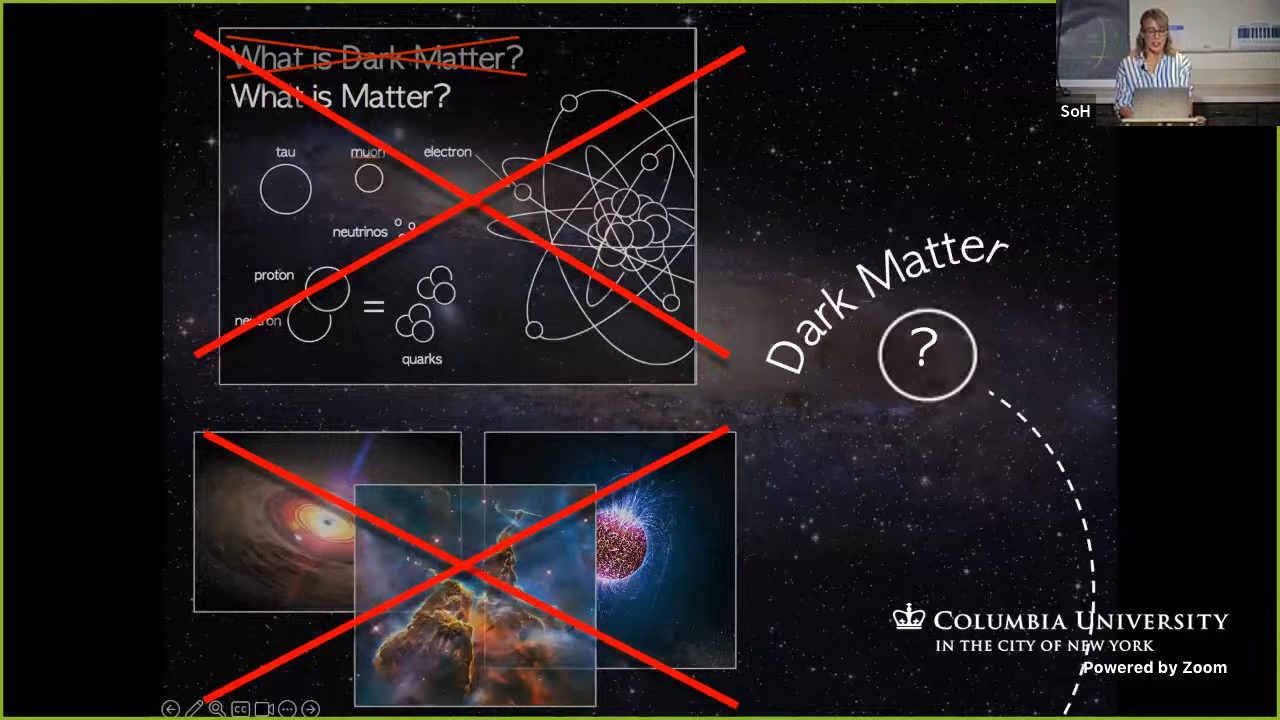 What is Dark Matter?
What is Matter?
tau
muon
electron
neutrinos
proton
neutron
=
quarks
Dark Matter
?
SoH
COLUMBIA UNIVERSITY
IN THE CITY OF NEW YORK
Powered by Zoom
CC